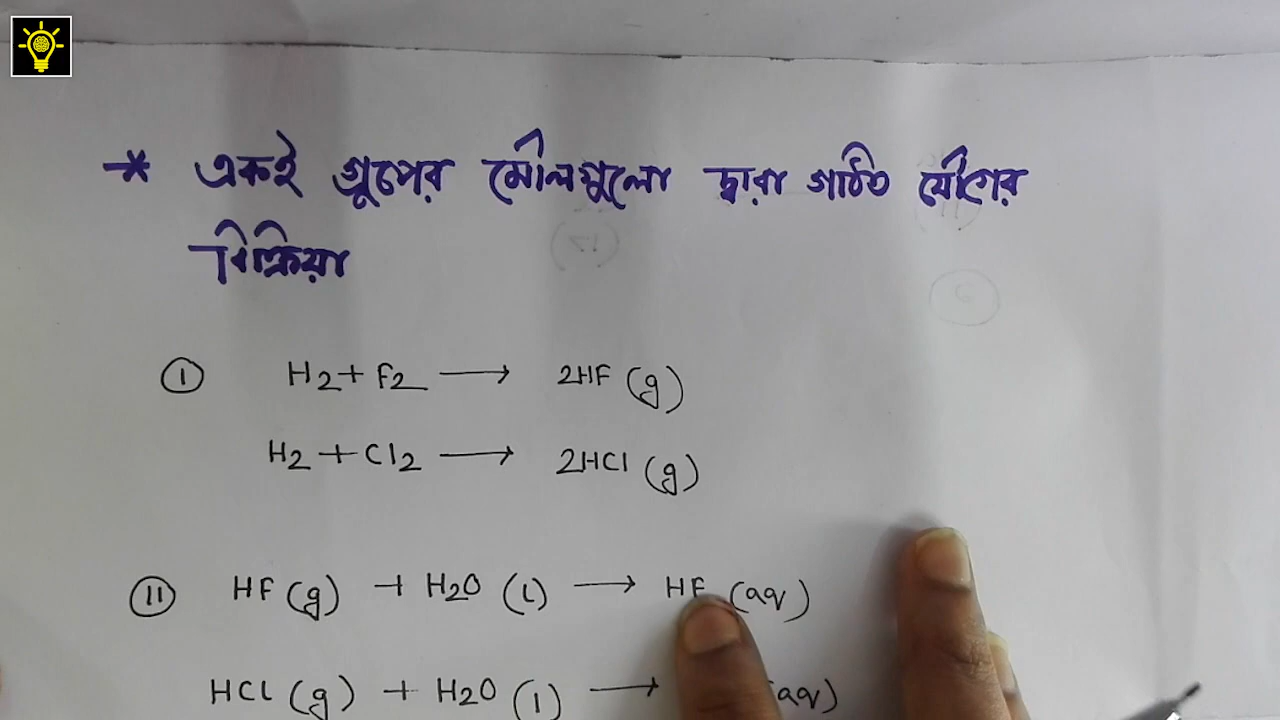 * একই গ্রুপের মৌলগুলো দ্বারা গঠিত যৌগের
বিক্রিয়া
I H2 + F2 → 2HF (g)
H2 + Cl2 → 2HCl (g)
II HF (g) + H2O (l) → HF (aq)
HCl (g) + H2O (l) → (aq)